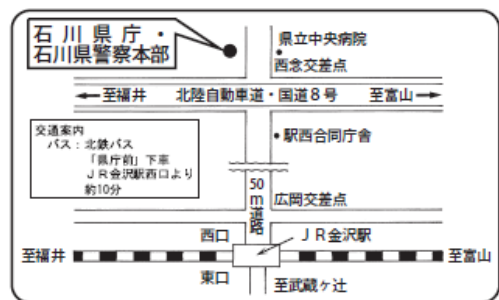 石川県庁・
石川県警察本部
県立中央病院
西念交差点
至福井
北陸自動車道・国道8号
至富山
交通案内
バス：北鉄バス
「県庁前」下車
ＪＲ金沢駅西口より
約10分
駅西合同庁舎
50m道路
広岡交差点
西口
ＪＲ金沢駅
至福井
至富山
東口
至武蔵ヶ辻